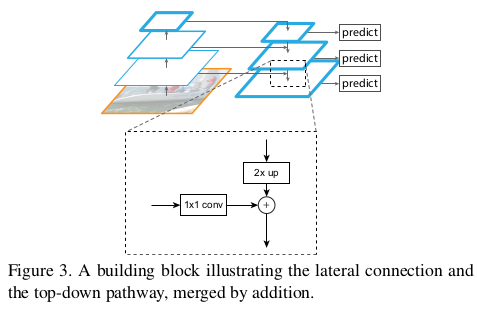 predict
predict
predict
2x up
1x1 conv
+
Figure 3. A building block illustrating the lateral connection and
the top-down pathway, merged by addition.